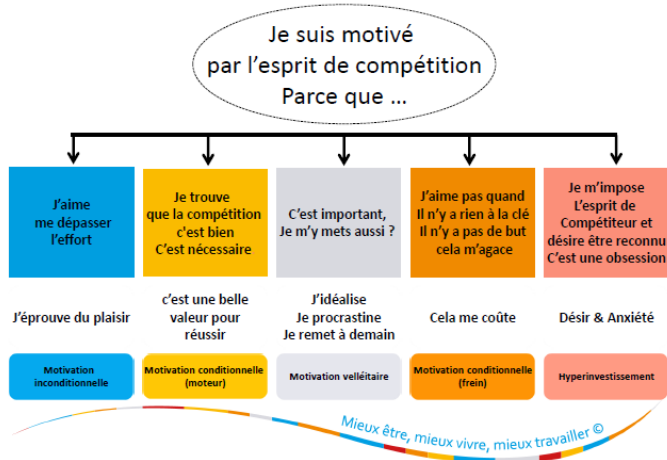 Je suis motivé
par l'esprit de compétition
Parce que ...
J'aime
me dépasser
l'effort
Je trouve
que la compétition
c'est bien
C'est nécessaire
C'est important,
Je m'y mets aussi ?
J'aime pas quand
Il n'y a rien à la clé
Il n'y a pas de but
cela m'agace
Je m'impose
L'esprit de
Compétiteur et
désire être reconnu
C'est une obsession
J'éprouve du plaisir
c'est une belle
valeur pour
réussir
J'idéalise
Je procrastine
Je remet à demain
Cela me coûte
Désir & Anxiété
Motivation
inconditionnelle
Motivation conditionnelle
(moteur)
Motivation velléitaire
Motivation conditionnelle
(frein)
Hyperinvestissement
Mieux être, mieux vivre, mieux travailler ©